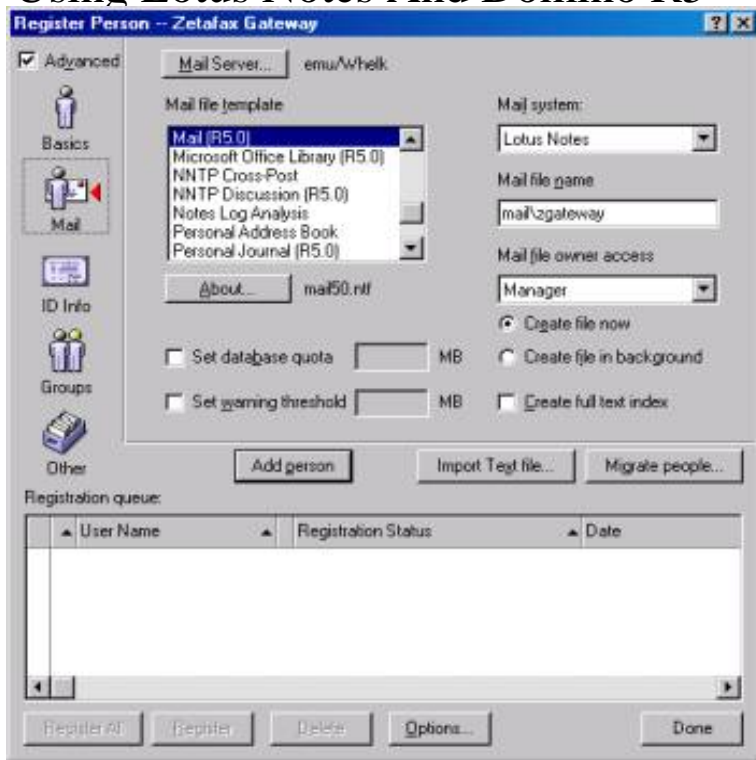 Using Lotus Notes And Domino R5
Register Person -- Zetafax Gateway
Advanced
Mail Server... emu/Whelk
Basics
Mail
ID Info
Groups
Other
Mail file template
Mail (R5.0)
Microsoft Office Library (R5.0)
NNTP Cross-Post
NNTP Discussion (R5.0)
Notes Log Analysis
Personal Address Book
Personal Journal (R5.0)
About... mail50.ntf
Set database quota MB
Set warning threshold MB
Mail system:
Lotus Notes
Mail file name
mail\zgateway
Mail file owner access
Manager
Create file now
Create file in background
Create full text index
Add person Import Text file... Migrate people...
Registration queue:
User Name Registration Status Date
Register All Register Delete Options... Done